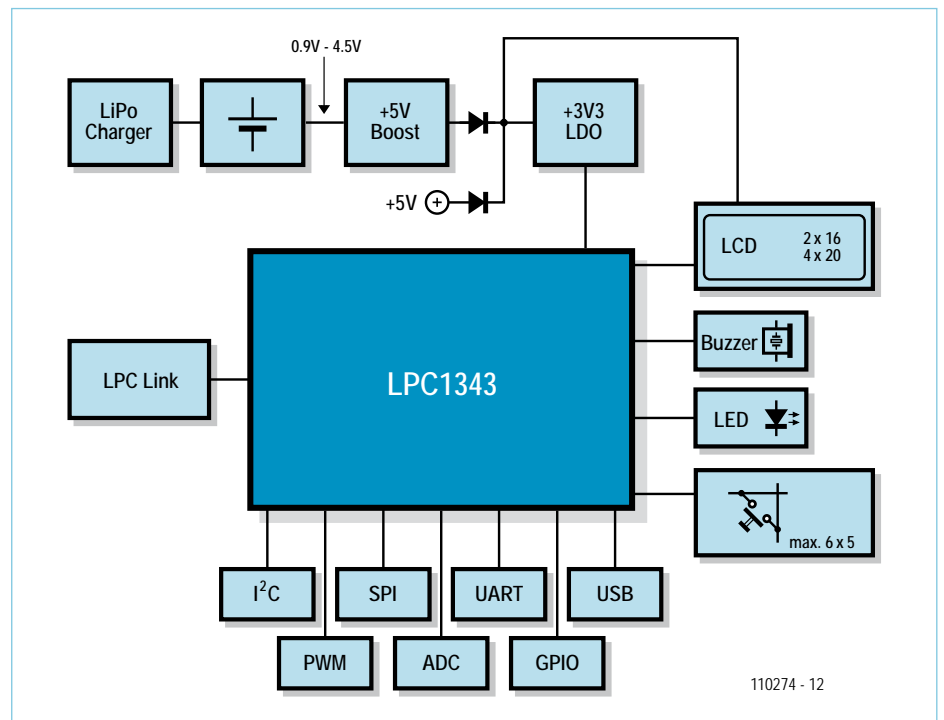 0.9V - 4.5V
LiPo
Charger
+5V
Boost
+3V3
LDO
+5V
LCD
2 x 16
4 x 20
Buzzer
LPC Link
LPC1343
LED
max. 6 x 5
I²C
SPI
UART
USB
PWM
ADC
GPIO
110274 - 12